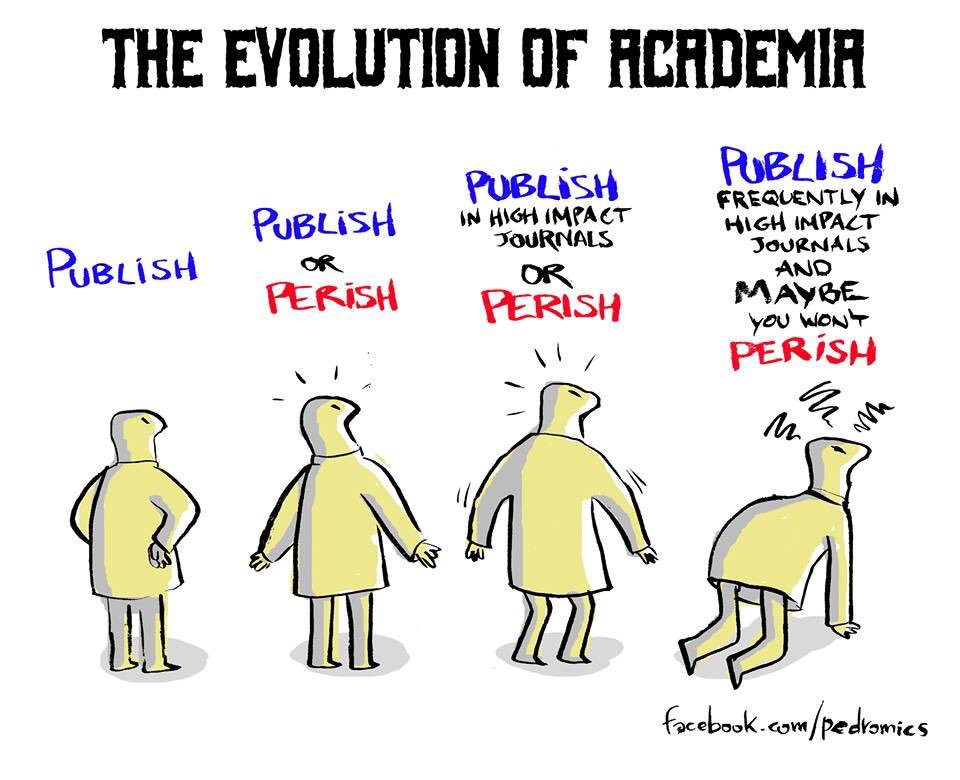 THE EVOLUTION OF ACADEMIA
PUBLISH
PUBLISH
OR
PERISH
PUBLISH
IN HIGH IMPACT
JOURNALS
OR
PERISH
PUBLISH
FREQUENTLY IN
HIGH IMPACT
JOURNALS
AND
MAYBE
YOU WON'T
PERISH
facebook.com/pedromics